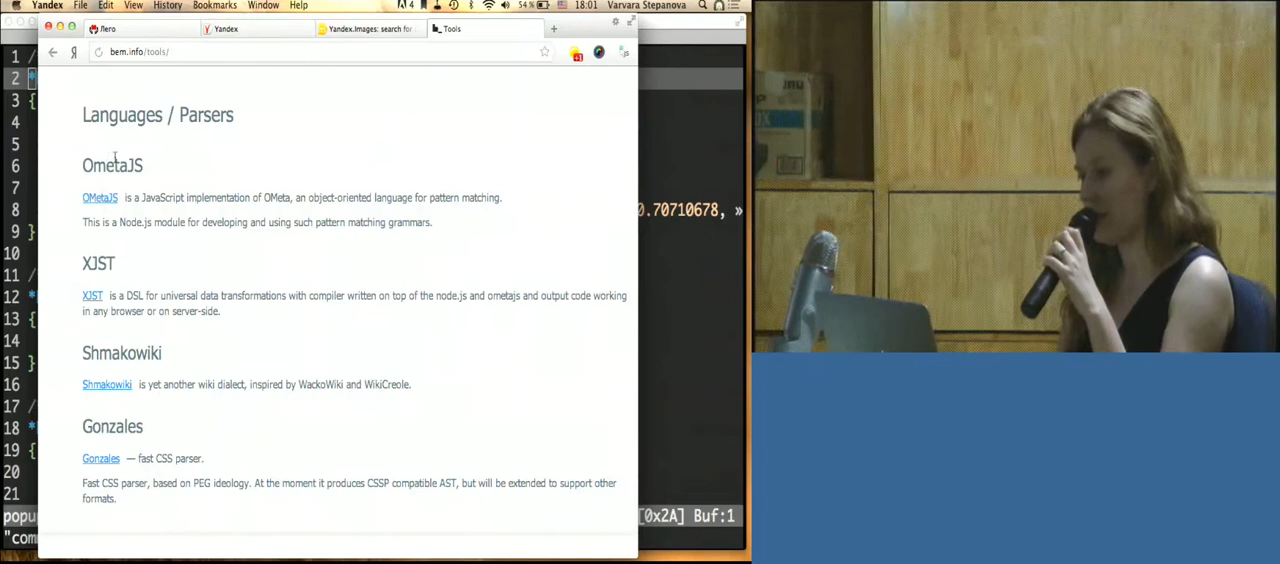 Yandex File Edit View History Bookmarks Window Help 4 54 % 18:01 Varvara Stepanova
Лего Yandex Yandex.Images: search for Tools
Я bem.info/tools/ +1 js
1 /
2 *
3 {
4
5
6
7
8 0.70710678, »
9 }
10
11 /
12 *
13 {
14
15 }
16
17 /
18 *
19 {
20
21
Languages / Parsers
OmetaJS
OMetaJS is a JavaScript implementation of OMeta, an object-oriented language for pattern matching.
This is a Node.js module for developing and using such pattern matching grammars.
XJST
XJST is a DSL for universal data transformations with compiler written on top of the node.js and ometajs and output code working
in any browser or on server-side.
Shmakowiki
Shmakowiki is yet another wiki dialect, inspired by WackoWiki and WikiCreole.
Gonzales
Gonzales — fast CSS parser.
Fast CSS parser, based on PEG ideology. At the moment it produces CSSP compatible AST, but will be extended to support other
formats.
popu [0x2A] Buf:1
"com